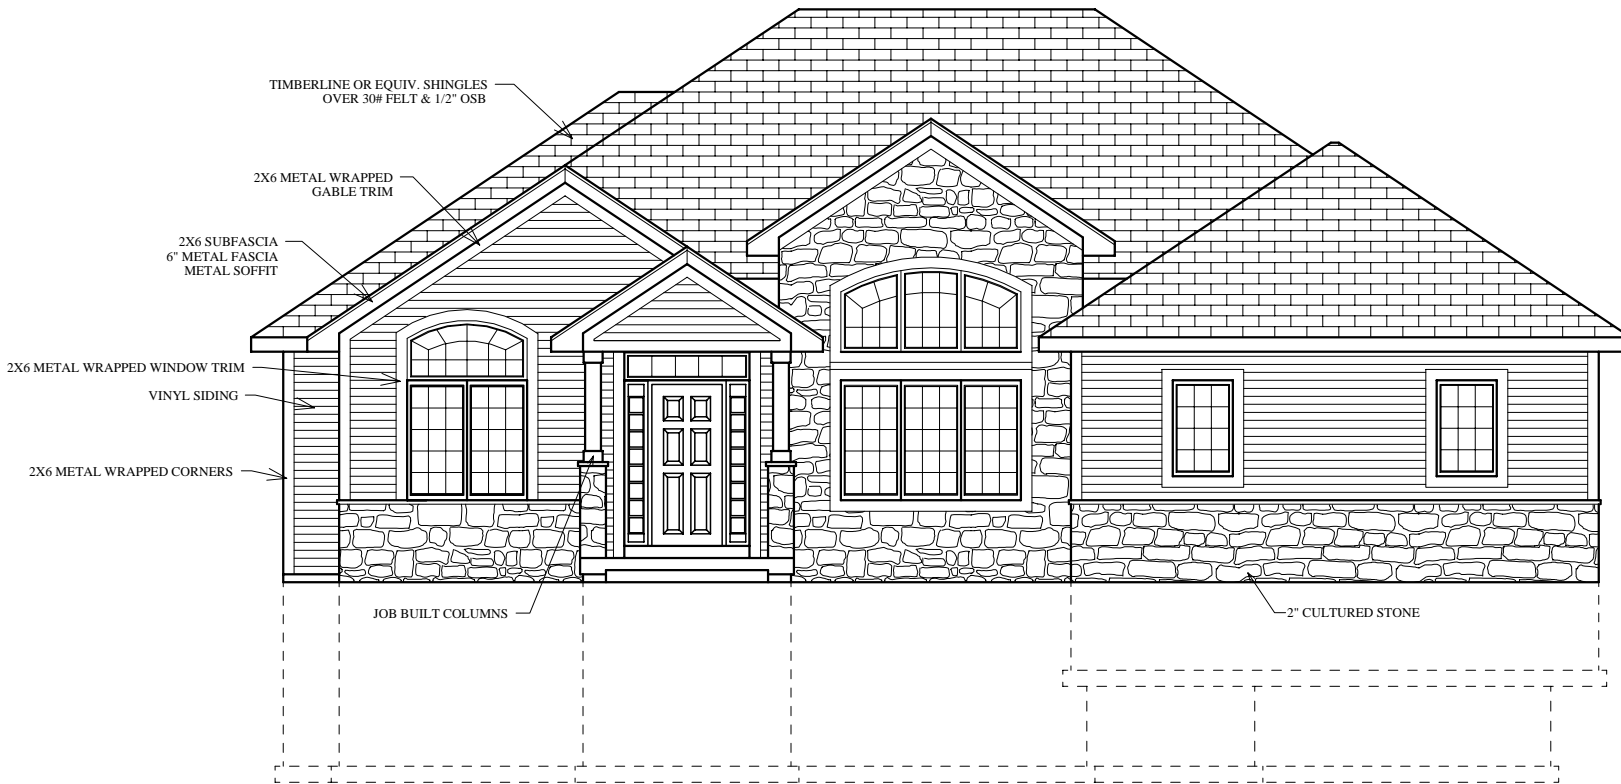 TIMBERLINE OR EQUIV. SHINGLES
OVER 30# FELT & 1/2" OSB
2X6 METAL WRAPPED
GABLE TRIM
2X6 SUBFASCIA
6" METAL FASCIA
METAL SOFFIT
2X6 METAL WRAPPED WINDOW TRIM
VINYL SIDING
2X6 METAL WRAPPED CORNERS
JOB BUILT COLUMNS
2" CULTURED STONE